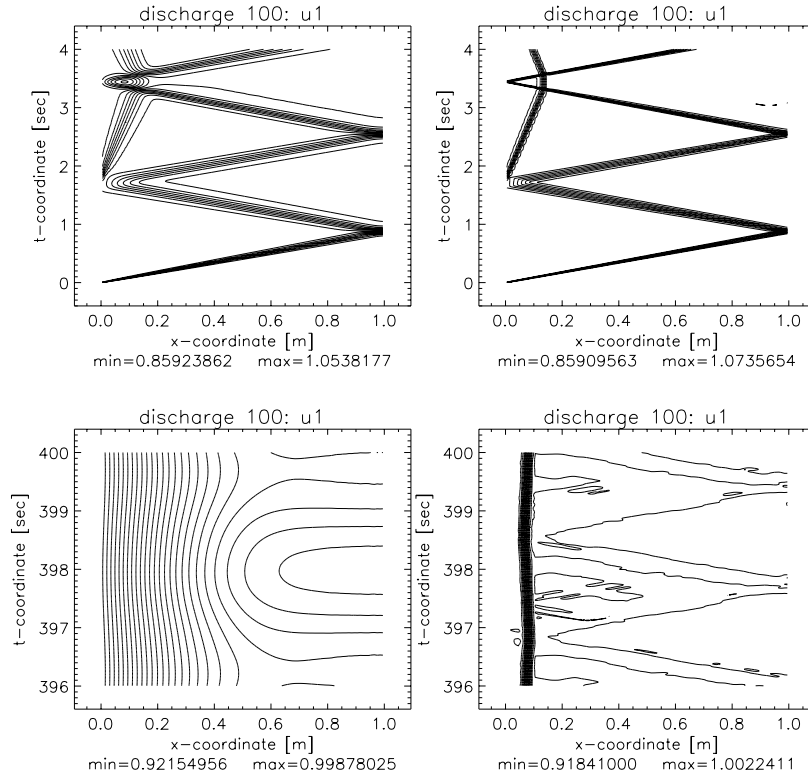 discharge 100: u1
t-coordinate [sec]
4
3
2
1
0
0.0 0.2 0.4 0.6 0.8 1.0
x-coordinate [m]
min=0.85923862 max=1.0538177
discharge 100: u1
t-coordinate [sec]
4
3
2
1
0
0.0 0.2 0.4 0.6 0.8 1.0
x-coordinate [m]
min=0.85909563 max=1.0735654
discharge 100: u1
t-coordinate [sec]
400
399
398
397
396
0.0 0.2 0.4 0.6 0.8 1.0
x-coordinate [m]
min=0.92154956 max=0.99878025
discharge 100: u1
t-coordinate [sec]
400
399
398
397
396
0.0 0.2 0.4 0.6 0.8 1.0
x-coordinate [m]
min=0.91841000 max=1.0022411